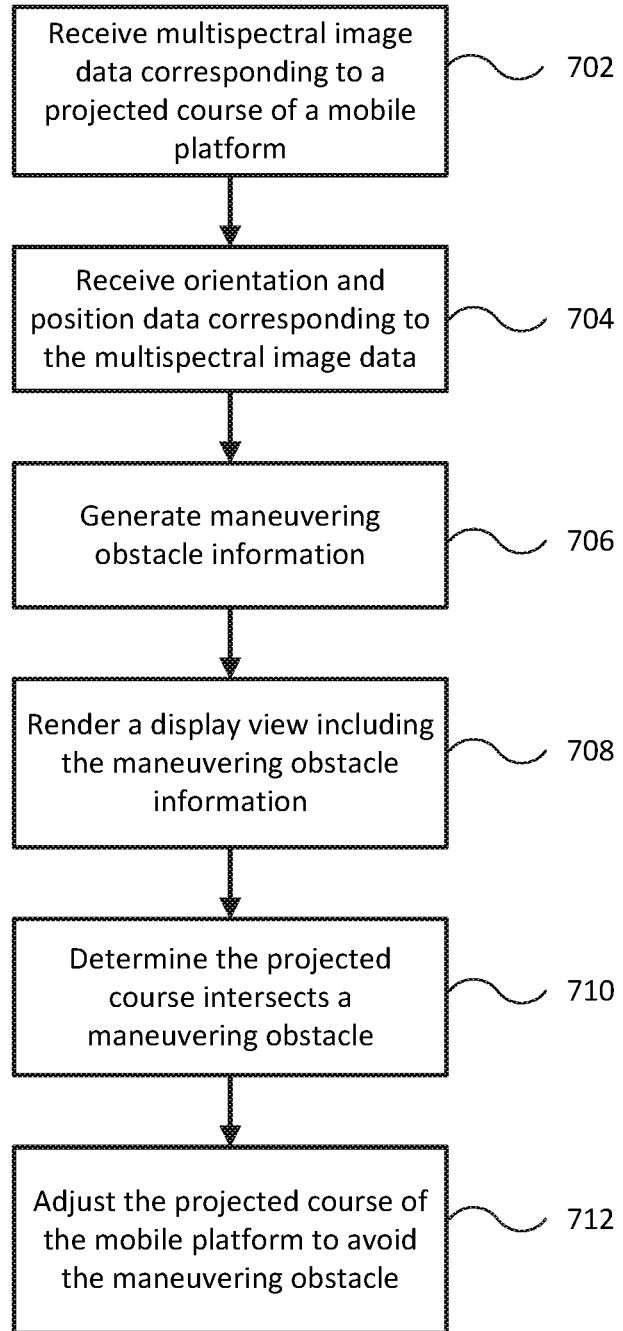 Receive multispectral image
data corresponding to a
projected course of a mobile
platform
702
Receive orientation and
position data corresponding to
the multispectral image data
704
Generate maneuvering
obstacle information
706
Render a display view including
the maneuvering obstacle
information
708
Determine the projected
course intersects a
maneuvering obstacle
710
Adjust the projected course of
the mobile platform to avoid
the maneuvering obstacle
712